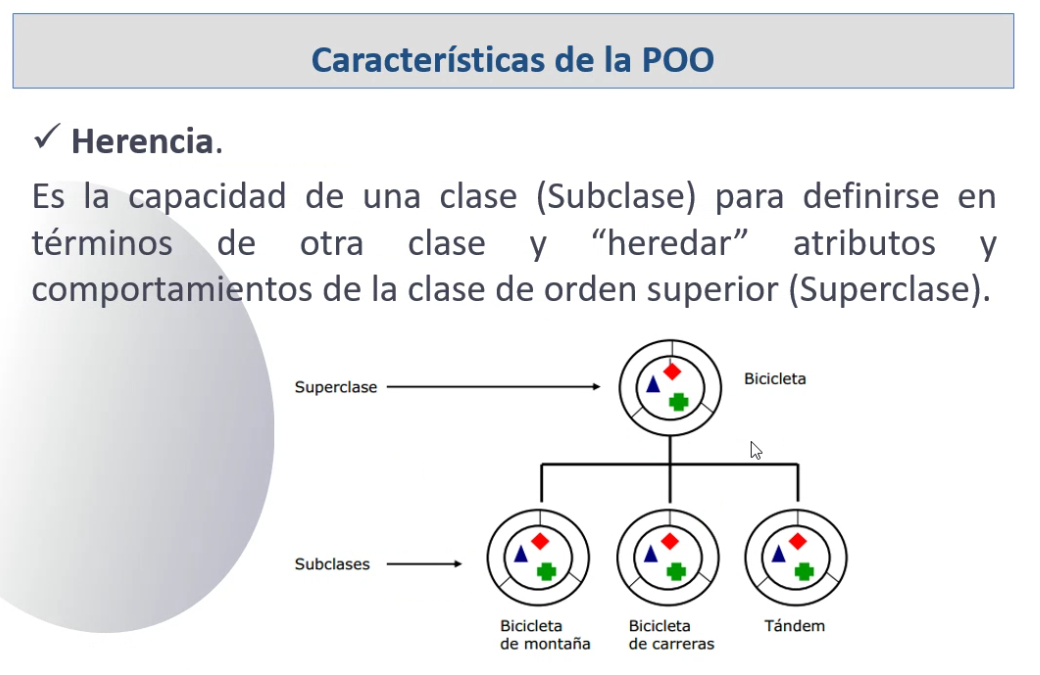 Características de la POO
✓ Herencia.
Es la capacidad de una clase (Subclase) para definirse en
términos de otra clase y “heredar” atributos y
comportamientos de la clase de orden superior (Superclase).
Superclase
Bicicleta
Subclases
Bicicleta
de montaña
Bicicleta
de carreras
Tándem